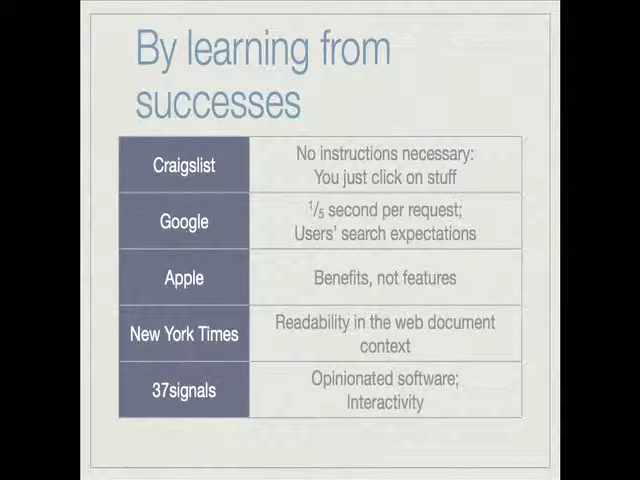 By learning from
successes
Craigslist
No instructions necessary:
You just click on stuff
Google
1/5 second per request;
Users' search expectations
Apple
Benefits, not features
New York Times
Readability in the web document
context
37signals
Opinionated software;
Interactivity